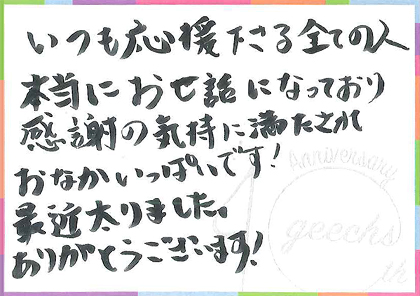 いつも応援下さる全ての人
本当にお世話になっており
感謝の気持に満たされ
おなかいっぱいです!
最近太りました。
ありがとうございます!
Anniversary
geechs
th